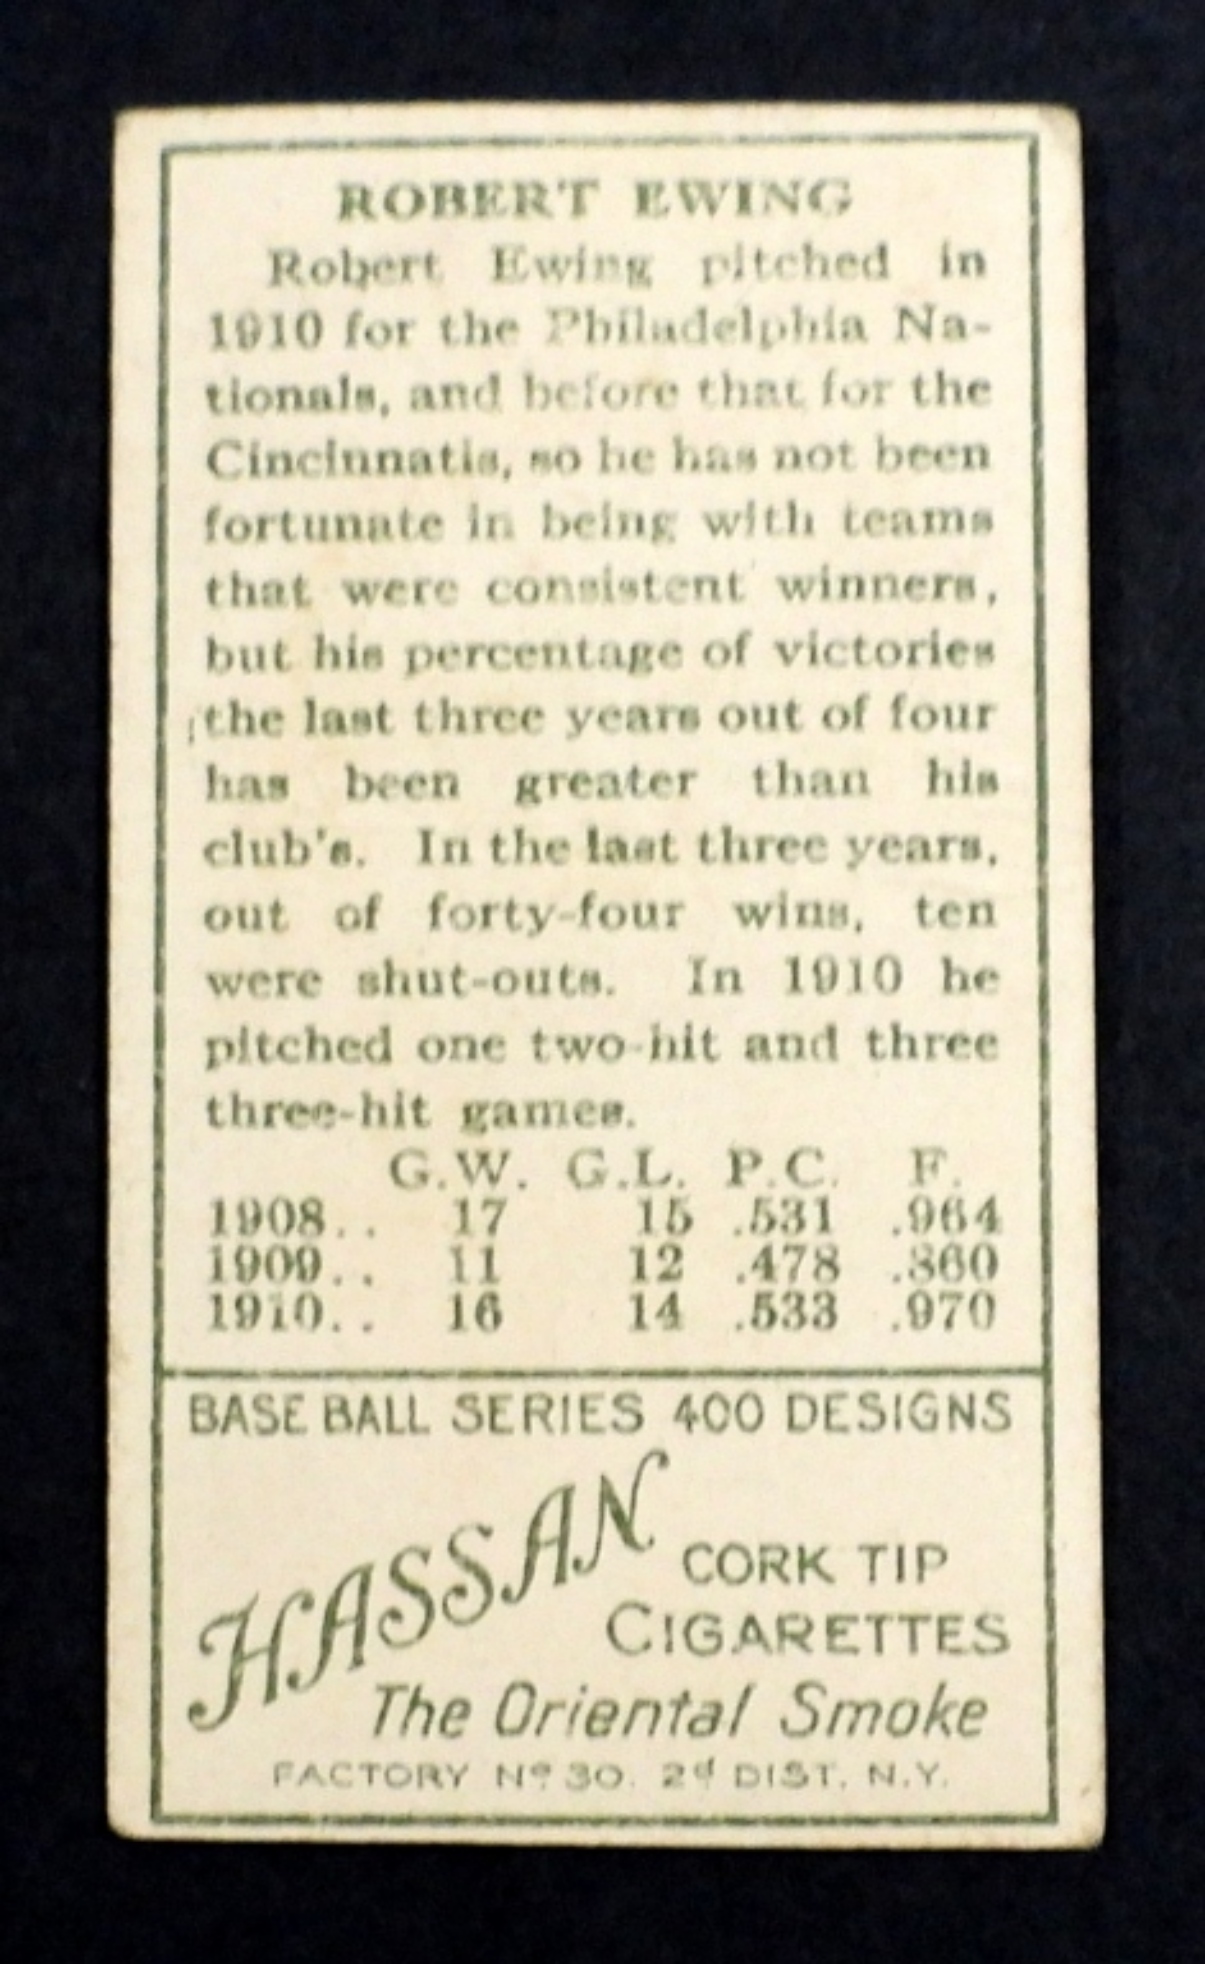 ROBERT EWING
Robert Ewing pitched in
1910 for the Philadelphia Na-
tionals, and before that for the
Cincinnatis, so he has not been
fortunate in being with teams
that were consistent winners,
but his percentage of victories
the last three years out of four
has been greater than his
club's. In the last three years,
out of forty-four wins, ten
were shut-outs. In 1910 he
pitched one two-hit and three
three-hit games.
G.W. G.L. P.C. F.
1908.. 17 15 .531 .964
1909.. 11 12 .478 .860
1910.. 16 14 .533 .970
BASE BALL SERIES 400 DESIGNS
HASSAN
CORK TIP
CIGARETTES
The Oriental Smoke
FACTORY Nº 30. 2d DIST. N.Y.